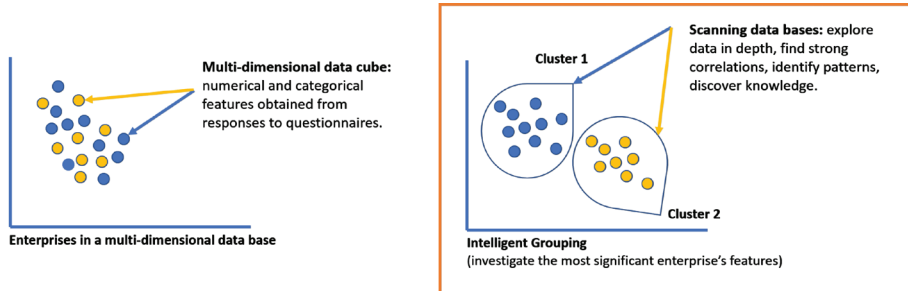 Multi-dimensional data cube:
numerical and categorical
features obtained from
responses to questionnaires.
Enterprises in a multi-dimensional data base
Scanning data bases: explore
data in depth, find strong
correlations, identify patterns,
discover knowledge.
Cluster 1
Cluster 2
Intelligent Grouping
(investigate the most significant enterprise's features)